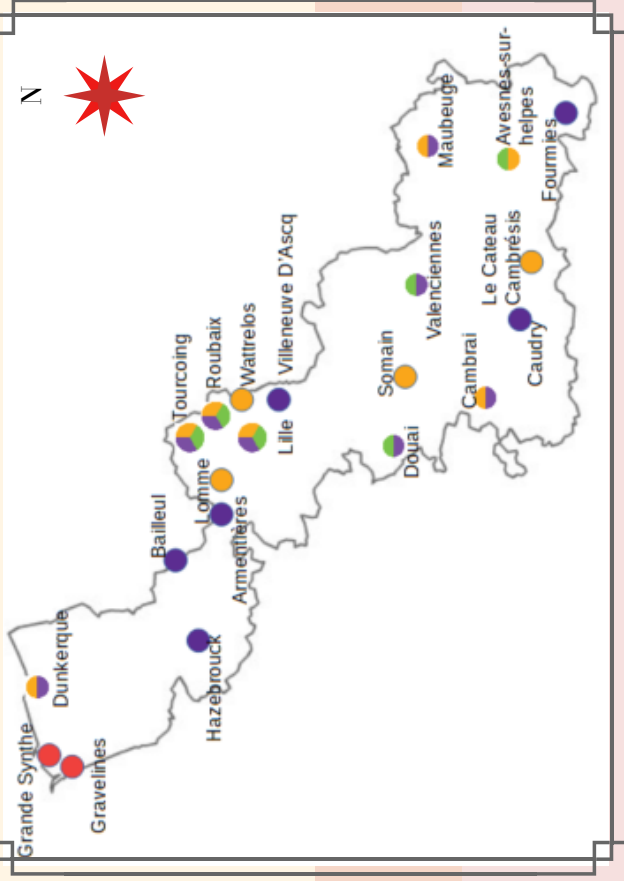 N
Grande Synthe
Dunkerque
Gravelines
Bailleul
Hazebrouck
Tourcoing
Roubaix
Wattrelos
Lomme
Armentières
Lille
Villeneuve D'Ascq
Somain
Douai
Valenciennes
Cambrai
Caudry
Le Cateau
Cambrésis
Maubeuge
Avesnes-sur-
helpes
Fourmies